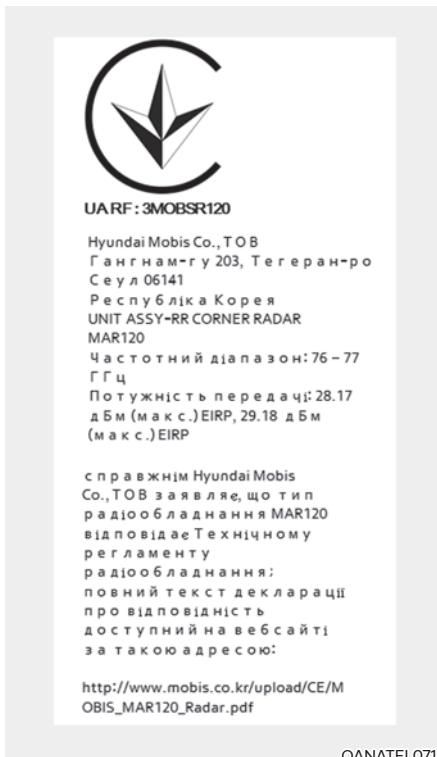 UA RF : 3MOBSR120
Hyundai Mobis Co., ТОВ
Гангнам-гу 203, Тегеран-ро
Сеул 06141
Республіка Корея
UNIT ASSY-RR CORNER RADAR
MAR120
Частотний діапазон: 76 – 77
ГГц
Потужність передачі: 28.17
дБм (макс.) EIRP, 29.18 дБм
(макс.) EIRP
справжнім Hyundai Mobis
Co., ТОВ заявляє, що тип
радіообладнання MAR120
відповідає Технічному
регламенту
радіообладнання;
повний текст декларації
про відповідність
доступний на вебсайті
за такою адресою:
http://www.mobis.co.kr/upload/CE/M
OBIS_MAR120_Radar.pdf
OANATEL071